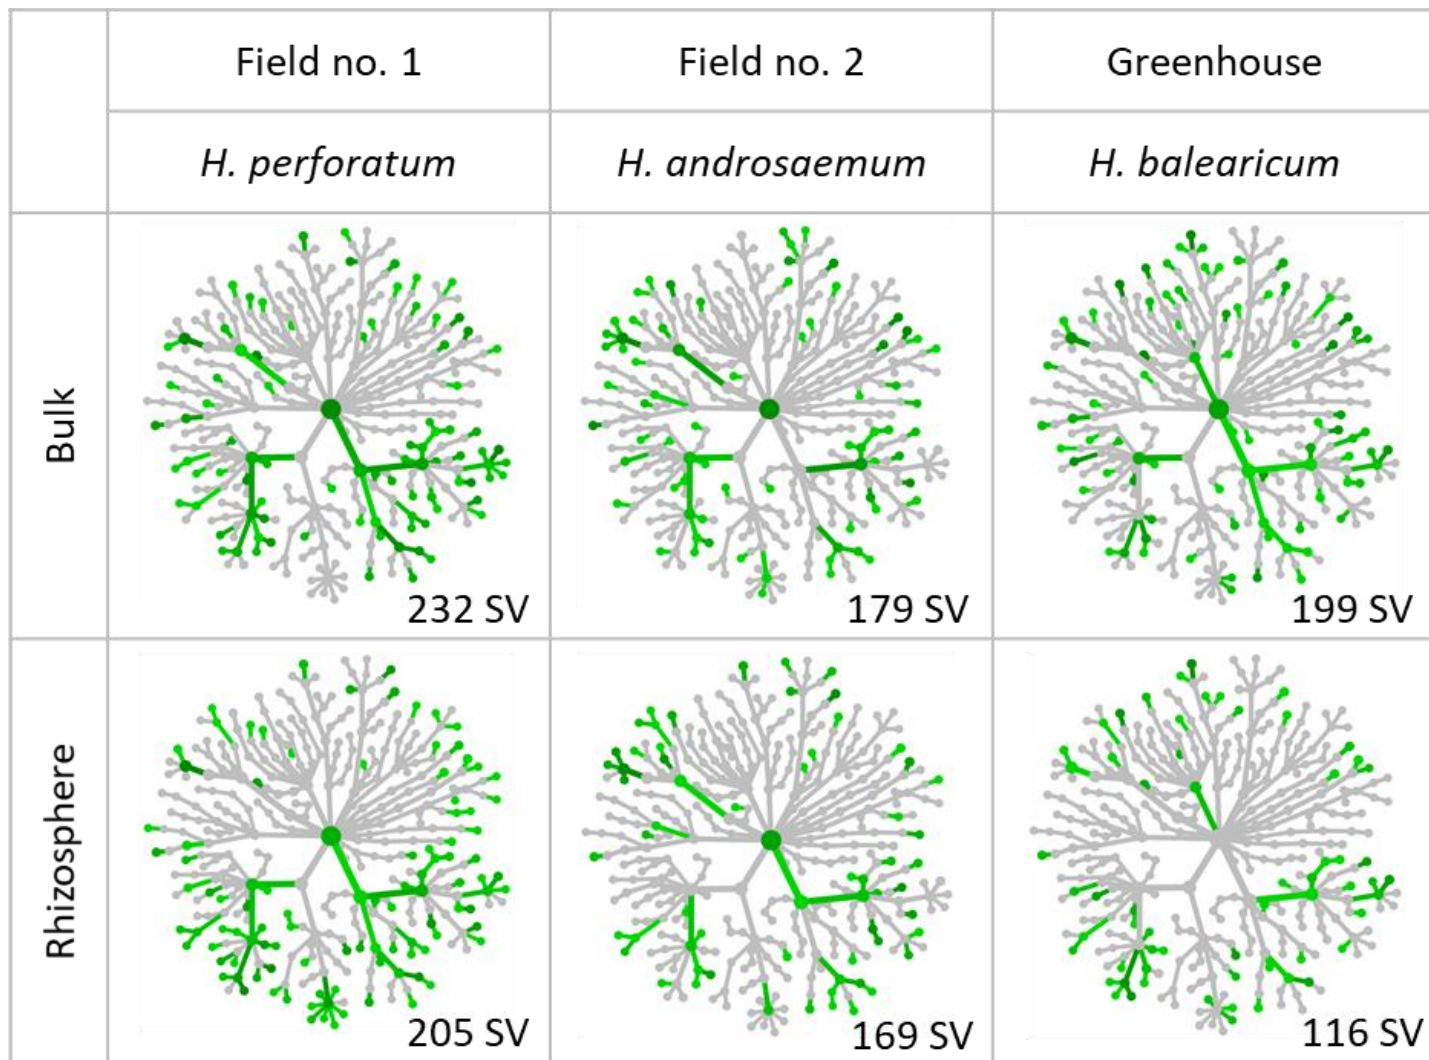 Field no. 1
Field no. 2
Greenhouse
H. perforatum
H. androsaemum
H. balearicum
Bulk
232 SV
179 SV
199 SV
Rhizosphere
205 SV
169 SV
116 SV